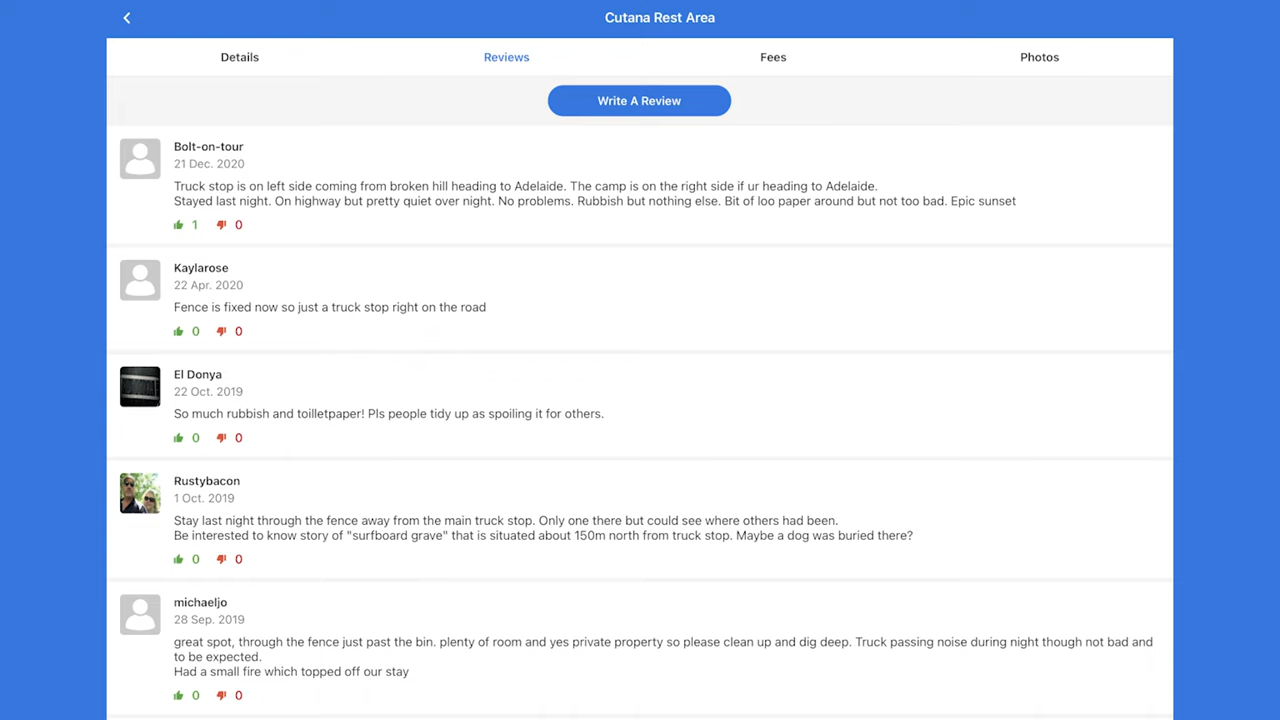 Cutana Rest Area
Details
Reviews
Fees
Photos
Write A Review
Bolt-on-tour
21 Dec. 2020
Truck stop is on left side coming from broken hill heading to Adelaide. The camp is on the right side if ur heading to Adelaide.
Stayed last night. On highway but pretty quiet over night. No problems. Rubbish but nothing else. Bit of loo paper around but not too bad. Epic sunset
1 0
Kaylarose
22 Apr. 2020
Fence is fixed now so just a truck stop right on the road
0 0
El Donya
22 Oct. 2019
So much rubbish and toilletpaper! Pls people tidy up as spoiling it for others.
0 0
Rustybacon
1 Oct. 2019
Stay last night through the fence away from the main truck stop. Only one there but could see where others had been.
Be interested to know story of "surfboard grave" that is situated about 150m north from truck stop. Maybe a dog was buried there?
0 0
michaeljo
28 Sep. 2019
great spot, through the fence just past the bin. plenty of room and yes private property so please clean up and dig deep. Truck passing noise during night though not bad and
to be expected.
Had a small fire which topped off our stay
0 0